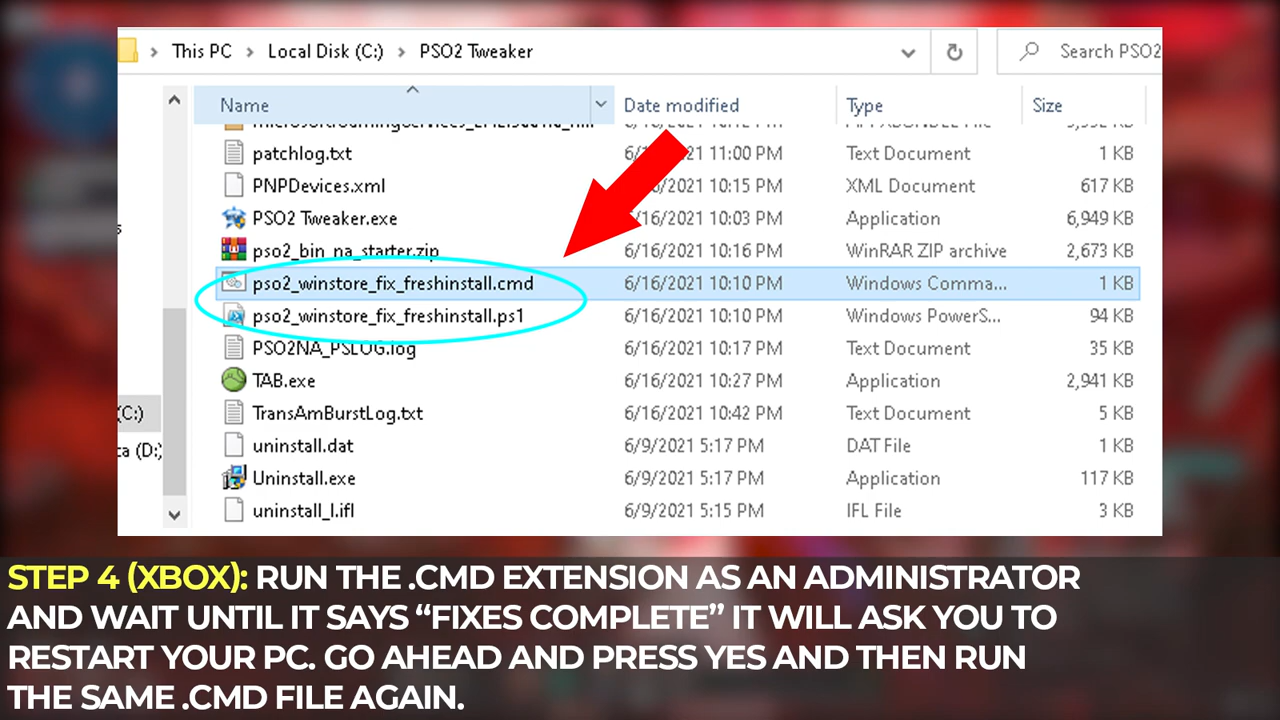 This PC > Local Disk (C:) > PSO2 Tweaker Search PSO2
Name Date modified Type Size
patchlog.txt 11:00 PM Text Document 1 KB
PNPDevices.xml 10:15 PM XML Document 617 KB
PSO2 Tweaker.exe 6/16/2021 10:03 PM Application 6,949 KB
pso2_bin_na_starter.zip 6/16/2021 10:16 PM WinRAR ZIP archive 2,673 KB
pso2_winstore_fix_freshinstall.cmd 6/16/2021 10:10 PM Windows Comma... 1 KB
pso2_winstore_fix_freshinstall.ps1 6/16/2021 10:10 PM Windows PowerS... 94 KB
PSO2NA_PSLOG.log 6/16/2021 10:17 PM Text Document 35 KB
TAB.exe 6/16/2021 10:27 PM Application 2,941 KB
(C:)
TransAmBurstLog.txt 6/16/2021 10:42 PM Text Document 5 KB
uninstall.dat 6/9/2021 5:17 PM DAT File 1 KB
ta (D:)
Uninstall.exe 6/9/2021 5:17 PM Application 117 KB
uninstall_l.ifl 6/9/2021 5:15 PM IFL File 3 KB
STEP 4 (XBOX): RUN THE .CMD EXTENSION AS AN ADMINISTRATOR
AND WAIT UNTIL IT SAYS “FIXES COMPLETE” IT WILL ASK YOU TO
RESTART YOUR PC. GO AHEAD AND PRESS YES AND THEN RUN
THE SAME .CMD FILE AGAIN.